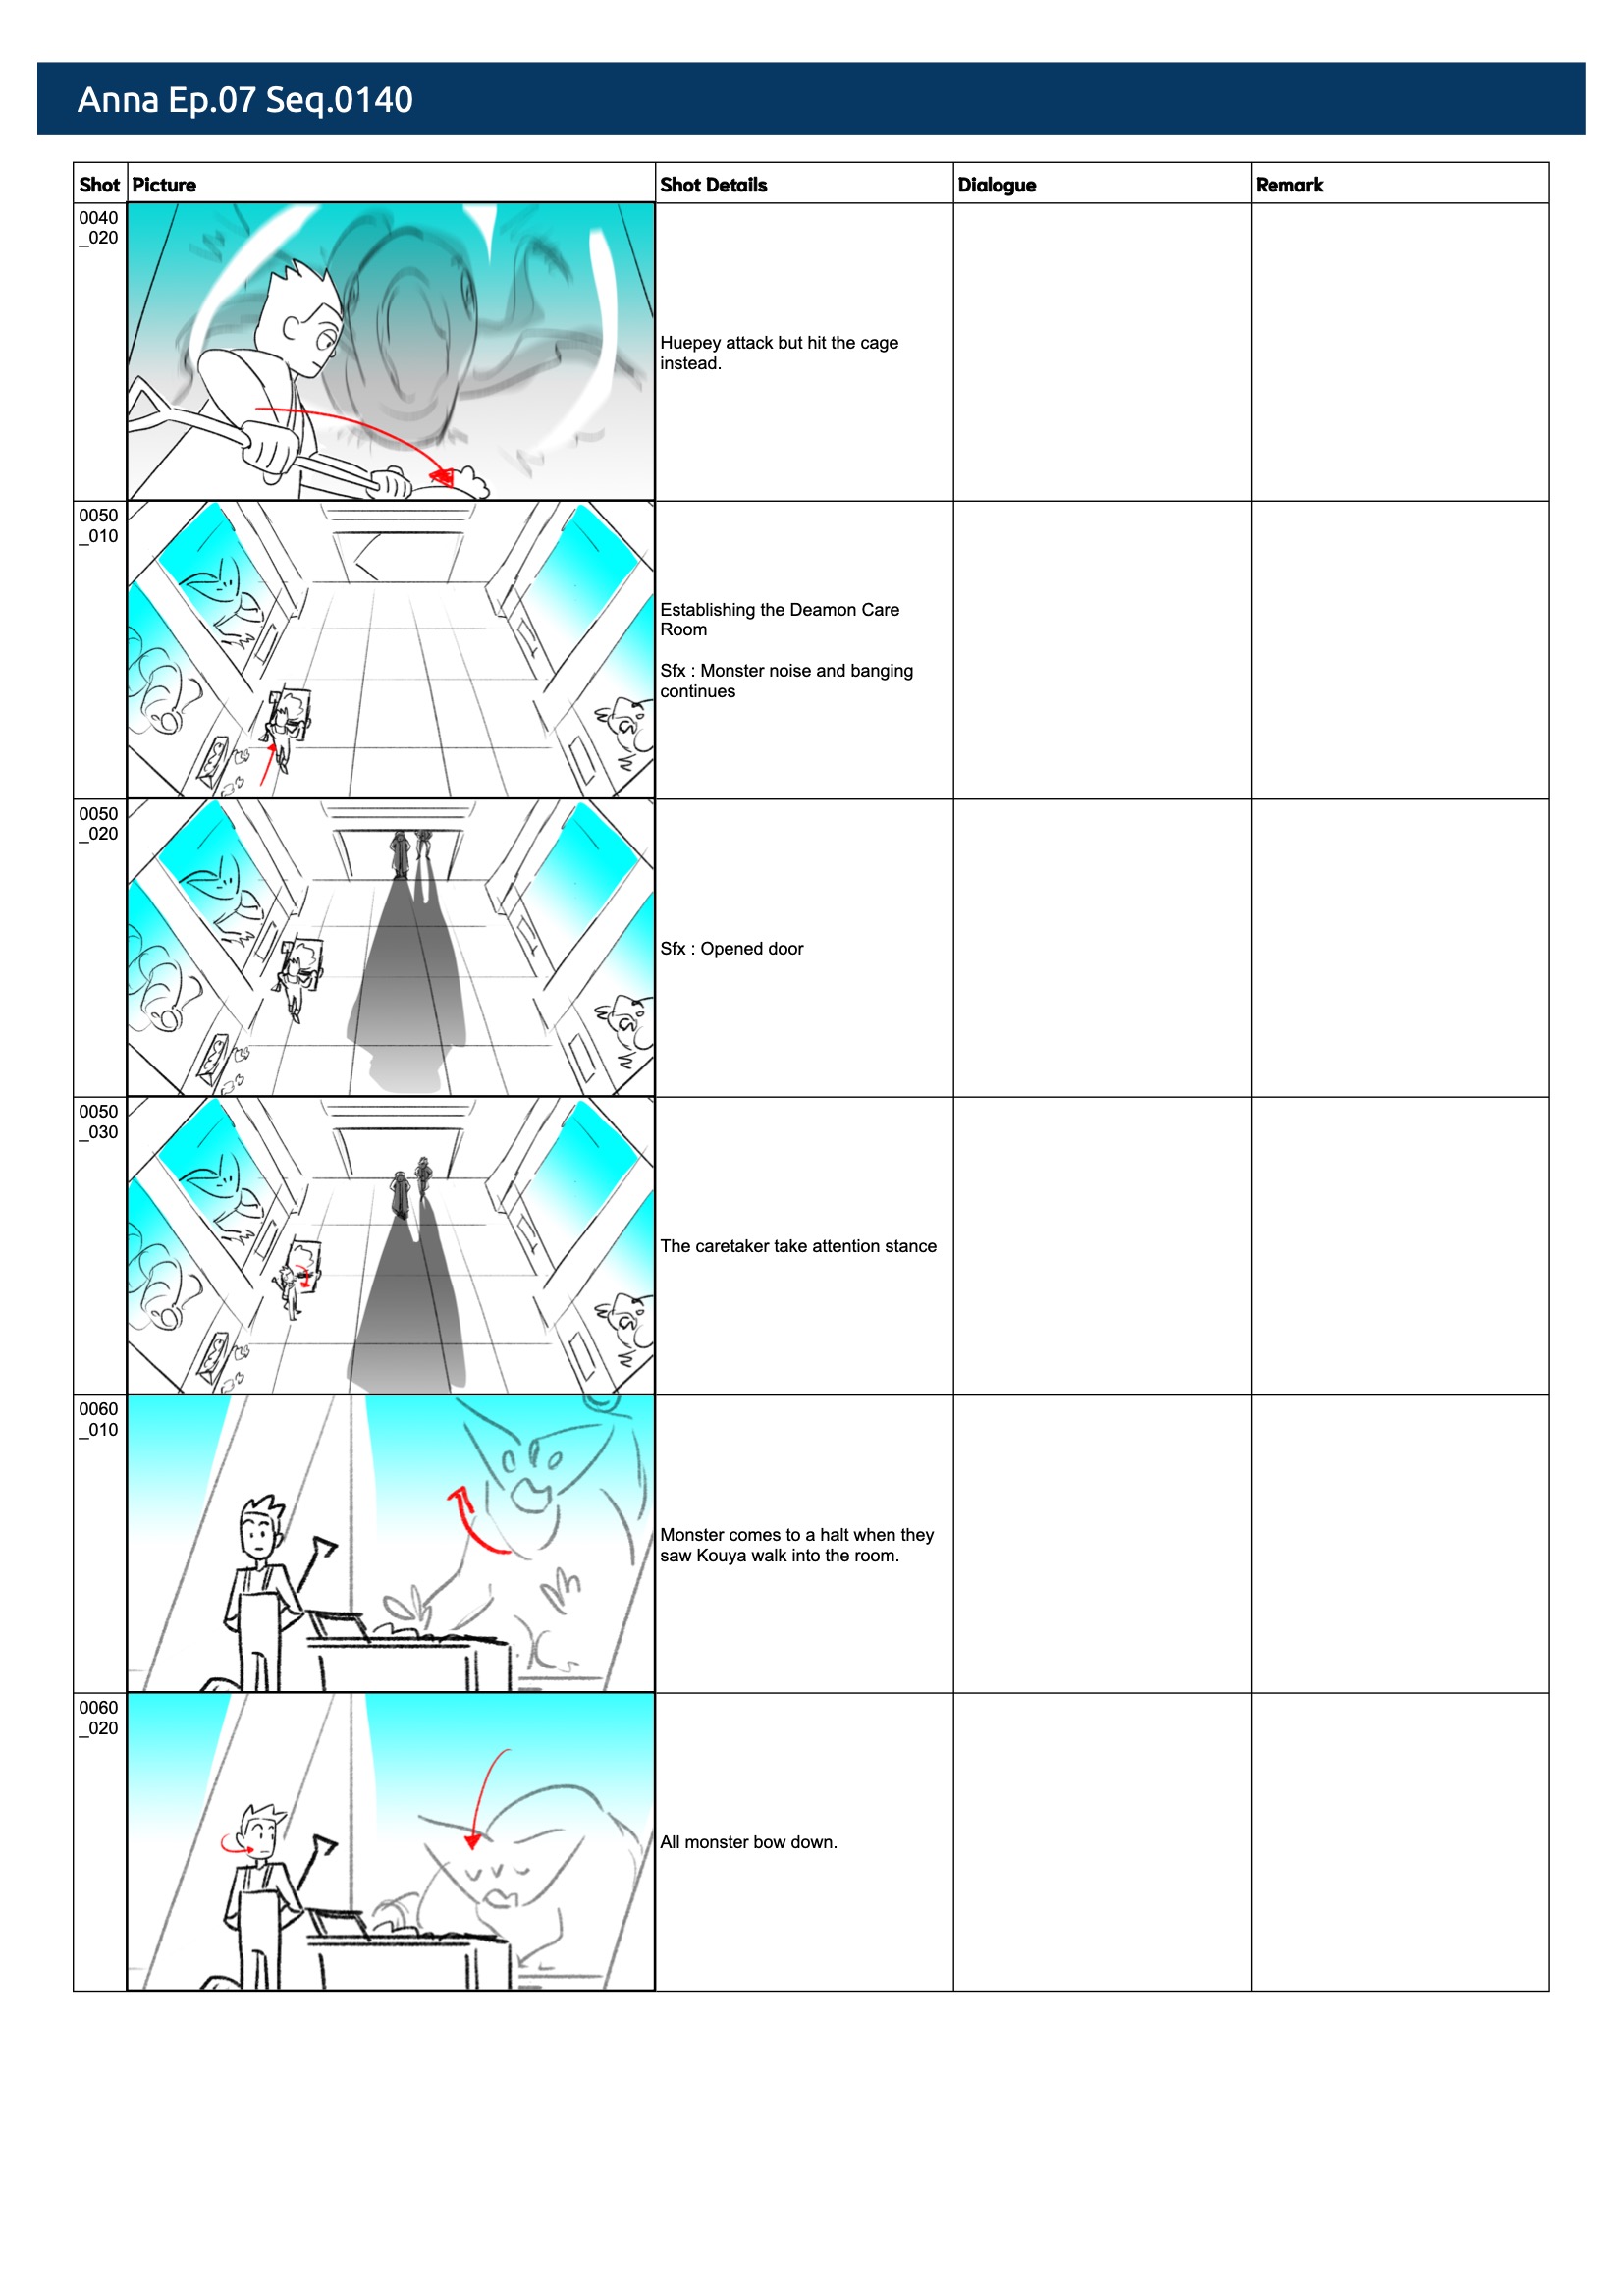 Anna Ep.07 Seq.0140
Shot Picture Shot Details Dialogue Remark
0040
_020
Huepey attack but hit the cage
instead.
0050
_010
Establishing the Deamon Care
Room
Sfx : Monster noise and banging
continues
0050
_020
Sfx : Opened door
0050
_030
The caretaker take attention stance
0060
_010
Monster comes to a halt when they
saw Kouya walk into the room.
0060
_020
All monster bow down.